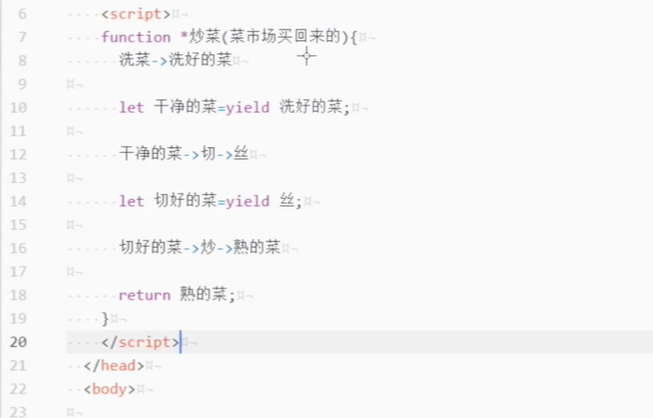 6 <script>
7 function *炒菜(菜市场买回来的){
8 洗菜->洗好的菜
9
10 let 干净的菜=yield 洗好的菜;
11
12 干净的菜->切->丝
13
14 let 切好的菜=yield 丝;
15
16 切好的菜->炒->熟的菜
17
18 return 熟的菜;
19 }
20 </script>
21 </head>
22 <body>
23